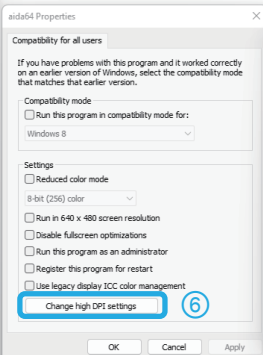 aida64 Properties
Compatibility for all users
If you have problems with this program and it worked correctly
on an earlier version of Windows, select the compatibility mode
that matches that earlier version.
Compatibility mode
Run this program in compatibility mode for:
Windows 8
Settings
Reduced color mode
8-bit (256) color
Run in 640 x 480 screen resolution
Disable fullscreen optimizations
Run this program as an administrator
Register this program for restart
Use legacy display ICC color management
Change high DPI settings 6
OK Cancel Apply